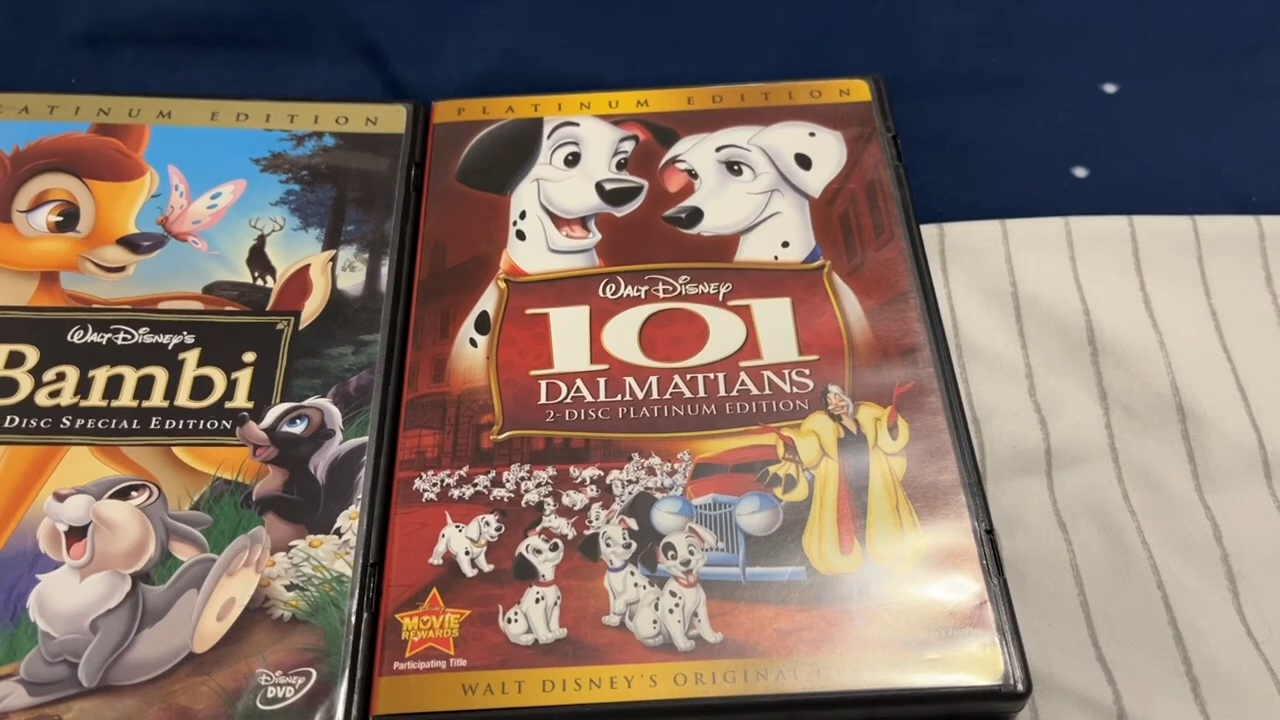 PLATINUM EDITION
WALT DISNEY'S
Bambi
DISC SPECIAL EDITION
Disney
DVD
PLATINUM EDITION
WALT DISNEY
101
DALMATIANS
2-DISC PLATINUM EDITION
Disney
MOVIE
REWARDS
Participating Title
WALT DISNEY'S ORIGINAL